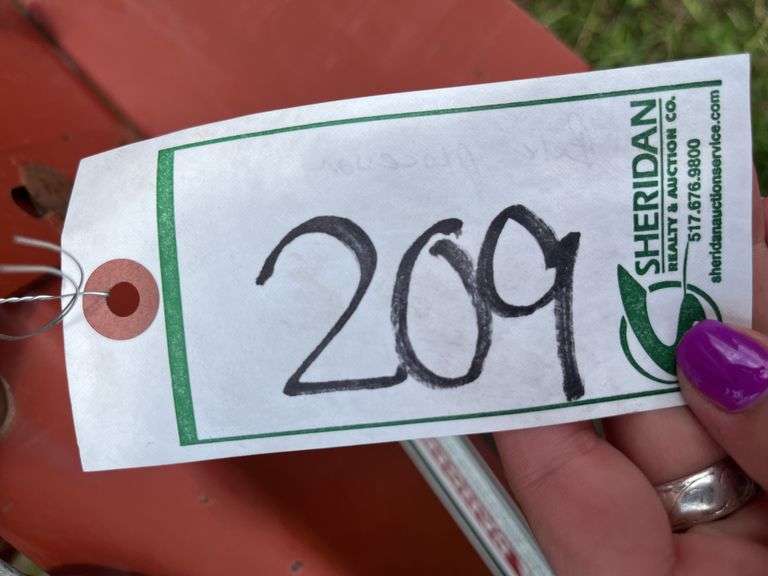 209
SHERIDAN
REALTY & AUCTION CO.
517.676.9800
sheridanauctionservice.com